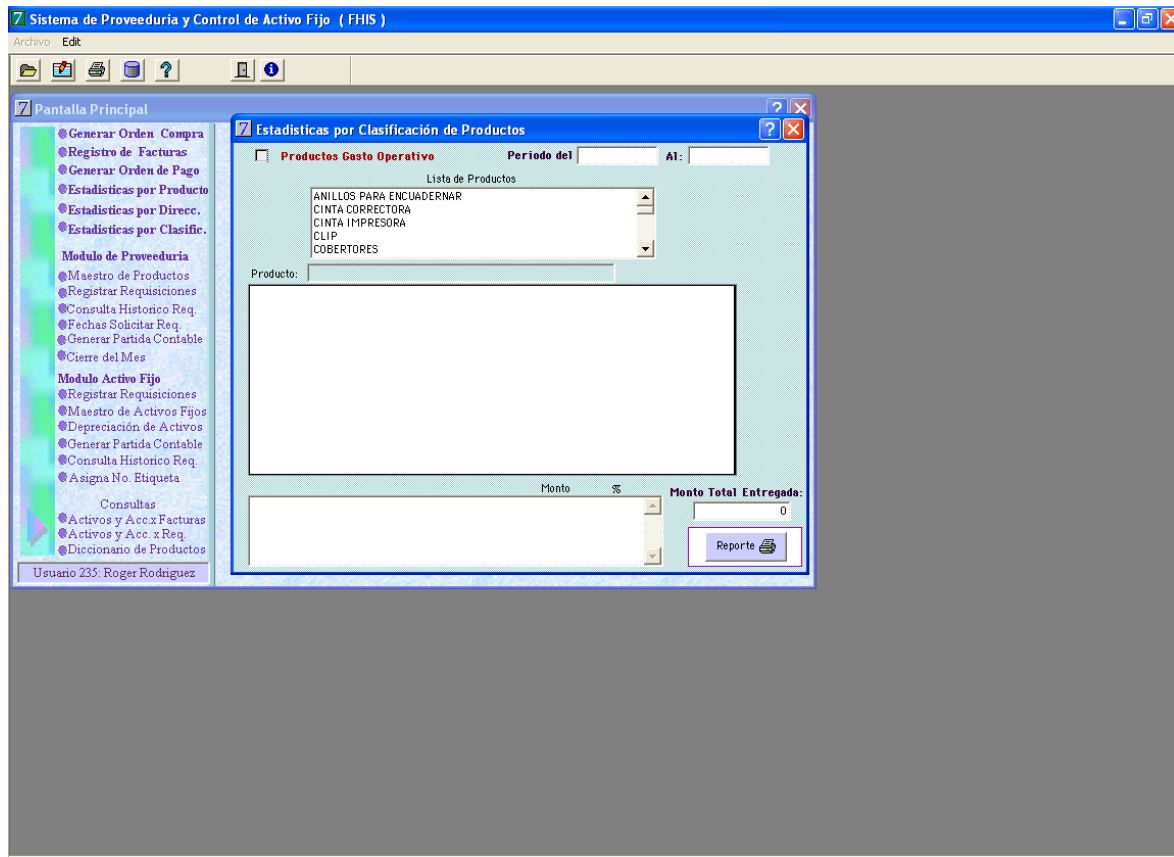 Sistema de Proveeduria y Control de Activo Fijo ( FHIS )
Archivo Edit
Pantalla Principal
Generar Orden Compra
Registro de Facturas
Generar Orden de Pago
Estadisticas por Producto
Estadisticas por Direcc.
Estadisticas por Clasific.
Modulo de Proveeduria
Maestro de Productos
Registrar Requisiciones
Consulta Historico Req.
Fechas Solicitar Req.
Generar Partida Contable
Cierre del Mes
Modulo Activo Fijo
Registrar Requisiciones
Maestro de Activos Fijos
Depreciación de Activos
Generar Partida Contable
Consulta Historico Req.
Asigna No. Etiqueta
Consultas
Activos y Acc.x Facturas
Activos y Acc. x Req.
Diccionario de Productos
Usuario 235: Roger Rodriguez
Estadisticas por Clasificación de Productos
Productos Gasto Operativo Periodo del Al:
Lista de Productos
ANILLOS PARA ENCUADERNAR
CINTA CORRECTORA
CINTA IMPRESORA
CLIP
COBERTORES
Producto:
Monto %
Monto Total Entregada:
0
Reporte